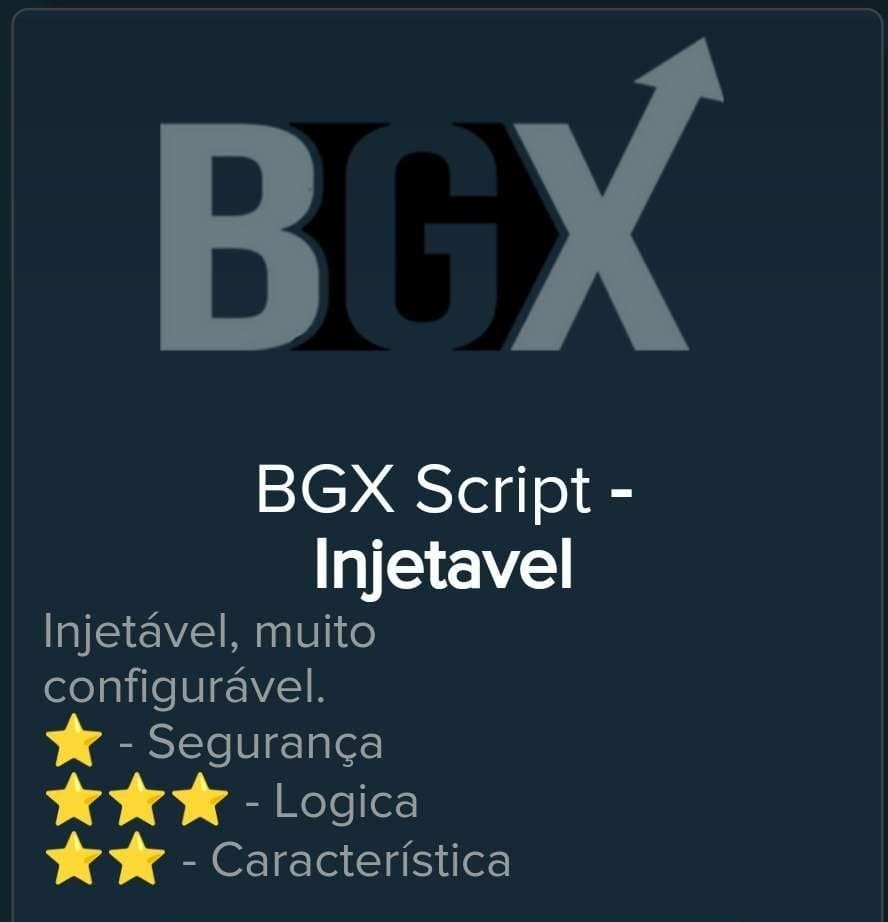 BGX
BGX Script -
Injetavel
Injetável, muito
configurável.
⭐ - Segurança
⭐⭐⭐ - Logica
⭐⭐ - Característica